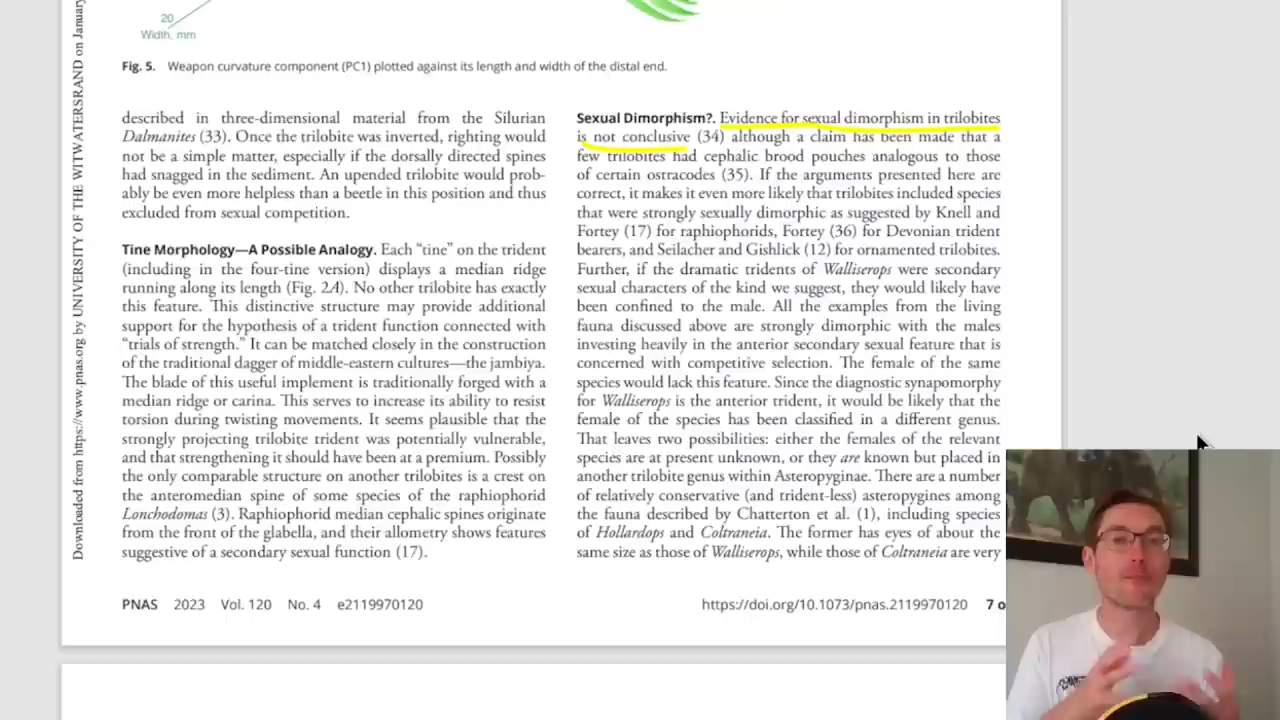 20
Width, mm
Downloaded from https://www.pnas.org by UNIVERSITY OF THE WITWATERSRAND on January
Fig. 5. Weapon curvature component (PC1) plotted against its length and width of the distal end.
described in three-dimensional material from the Silurian
Dalmanites (33). Once the trilobite was inverted, righting would
not be a simple matter, especially if the dorsally directed spines
had snagged in the sediment. An upended trilobite would prob-
ably be even more helpless than a beetle in this position and thus
excluded from sexual competition.
Tine Morphology—A Possible Analogy. Each “tine” on the trident
(including in the four-tine version) displays a median ridge
running along its length (Fig. 2A). No other trilobite has exactly
this feature. This distinctive structure may provide additional
support for the hypothesis of a trident function connected with
“trials of strength.” It can be matched closely in the construction
of the traditional dagger of middle-eastern cultures—the jambiya.
The blade of this useful implement is traditionally forged with a
median ridge or carina. This serves to increase its ability to resist
torsion during twisting movements. It seems plausible that the
strongly projecting trilobite trident was potentially vulnerable,
and that strengthening it should have been at a premium. Possibly
the only comparable structure on another trilobites is a crest on
the anteromedian spine of some species of the raphiophorid
Lonchodomas (3). Raphiophorid median cephalic spines originate
from the front of the glabella, and their allometry shows features
suggestive of a secondary sexual function (17).
Sexual Dimorphism?. Evidence for sexual dimorphism in trilobites
is not conclusive (34) although a claim has been made that a
few trilobites had cephalic brood pouches analogous to those
of certain ostracodes (35). If the arguments presented here are
correct, it makes it even more likely that trilobites included species
that were strongly sexually dimorphic as suggested by Knell and
Fortey (17) for raphiophorids, Fortey (36) for Devonian trident
bearers, and Seilacher and Gishlick (12) for ornamented trilobites.
Further, if the dramatic tridents of Walliserops were secondary
sexual characters of the kind we suggest, they would likely have
been confined to the male. All the examples from the living
fauna discussed above are strongly dimorphic with the males
investing heavily in the anterior secondary sexual feature that is
concerned with competitive selection. The female of the same
species would lack this feature. Since the diagnostic synapomorphy
for Walliserops is the anterior trident, it would be likely that the
female of the species has been classified in a different genus.
That leaves two possibilities: either the females of the relevant
species are at present unknown, or they are known but placed in
another trilobite genus within Asteropyginae. There are a number
of relatively conservative (and trident-less) asteropygines among
the fauna described by Chatterton et al. (1), including species
of Hollardops and Coltraneia. The former has eyes of about the
same size as those of Walliserops, while those of Coltraneia are very
PNAS 2023 Vol. 120 No. 4 e2119970120
https://doi.org/10.1073/pnas.2119970120 7 o